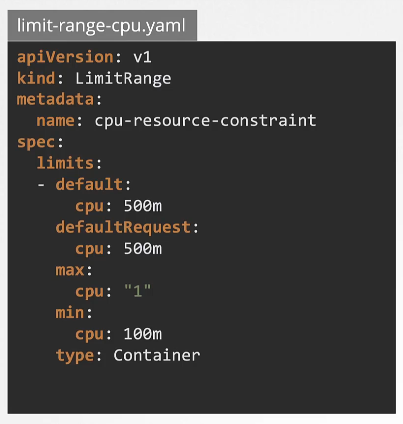 limit-range-cpu.yaml
apiVersion: v1
kind: LimitRange
metadata:
  name: cpu-resource-constraint
spec:
  limits:
  - default:
      cpu: 500m
    defaultRequest:
      cpu: 500m
    max:
      cpu: "1"
    min:
      cpu: 100m
    type: Container